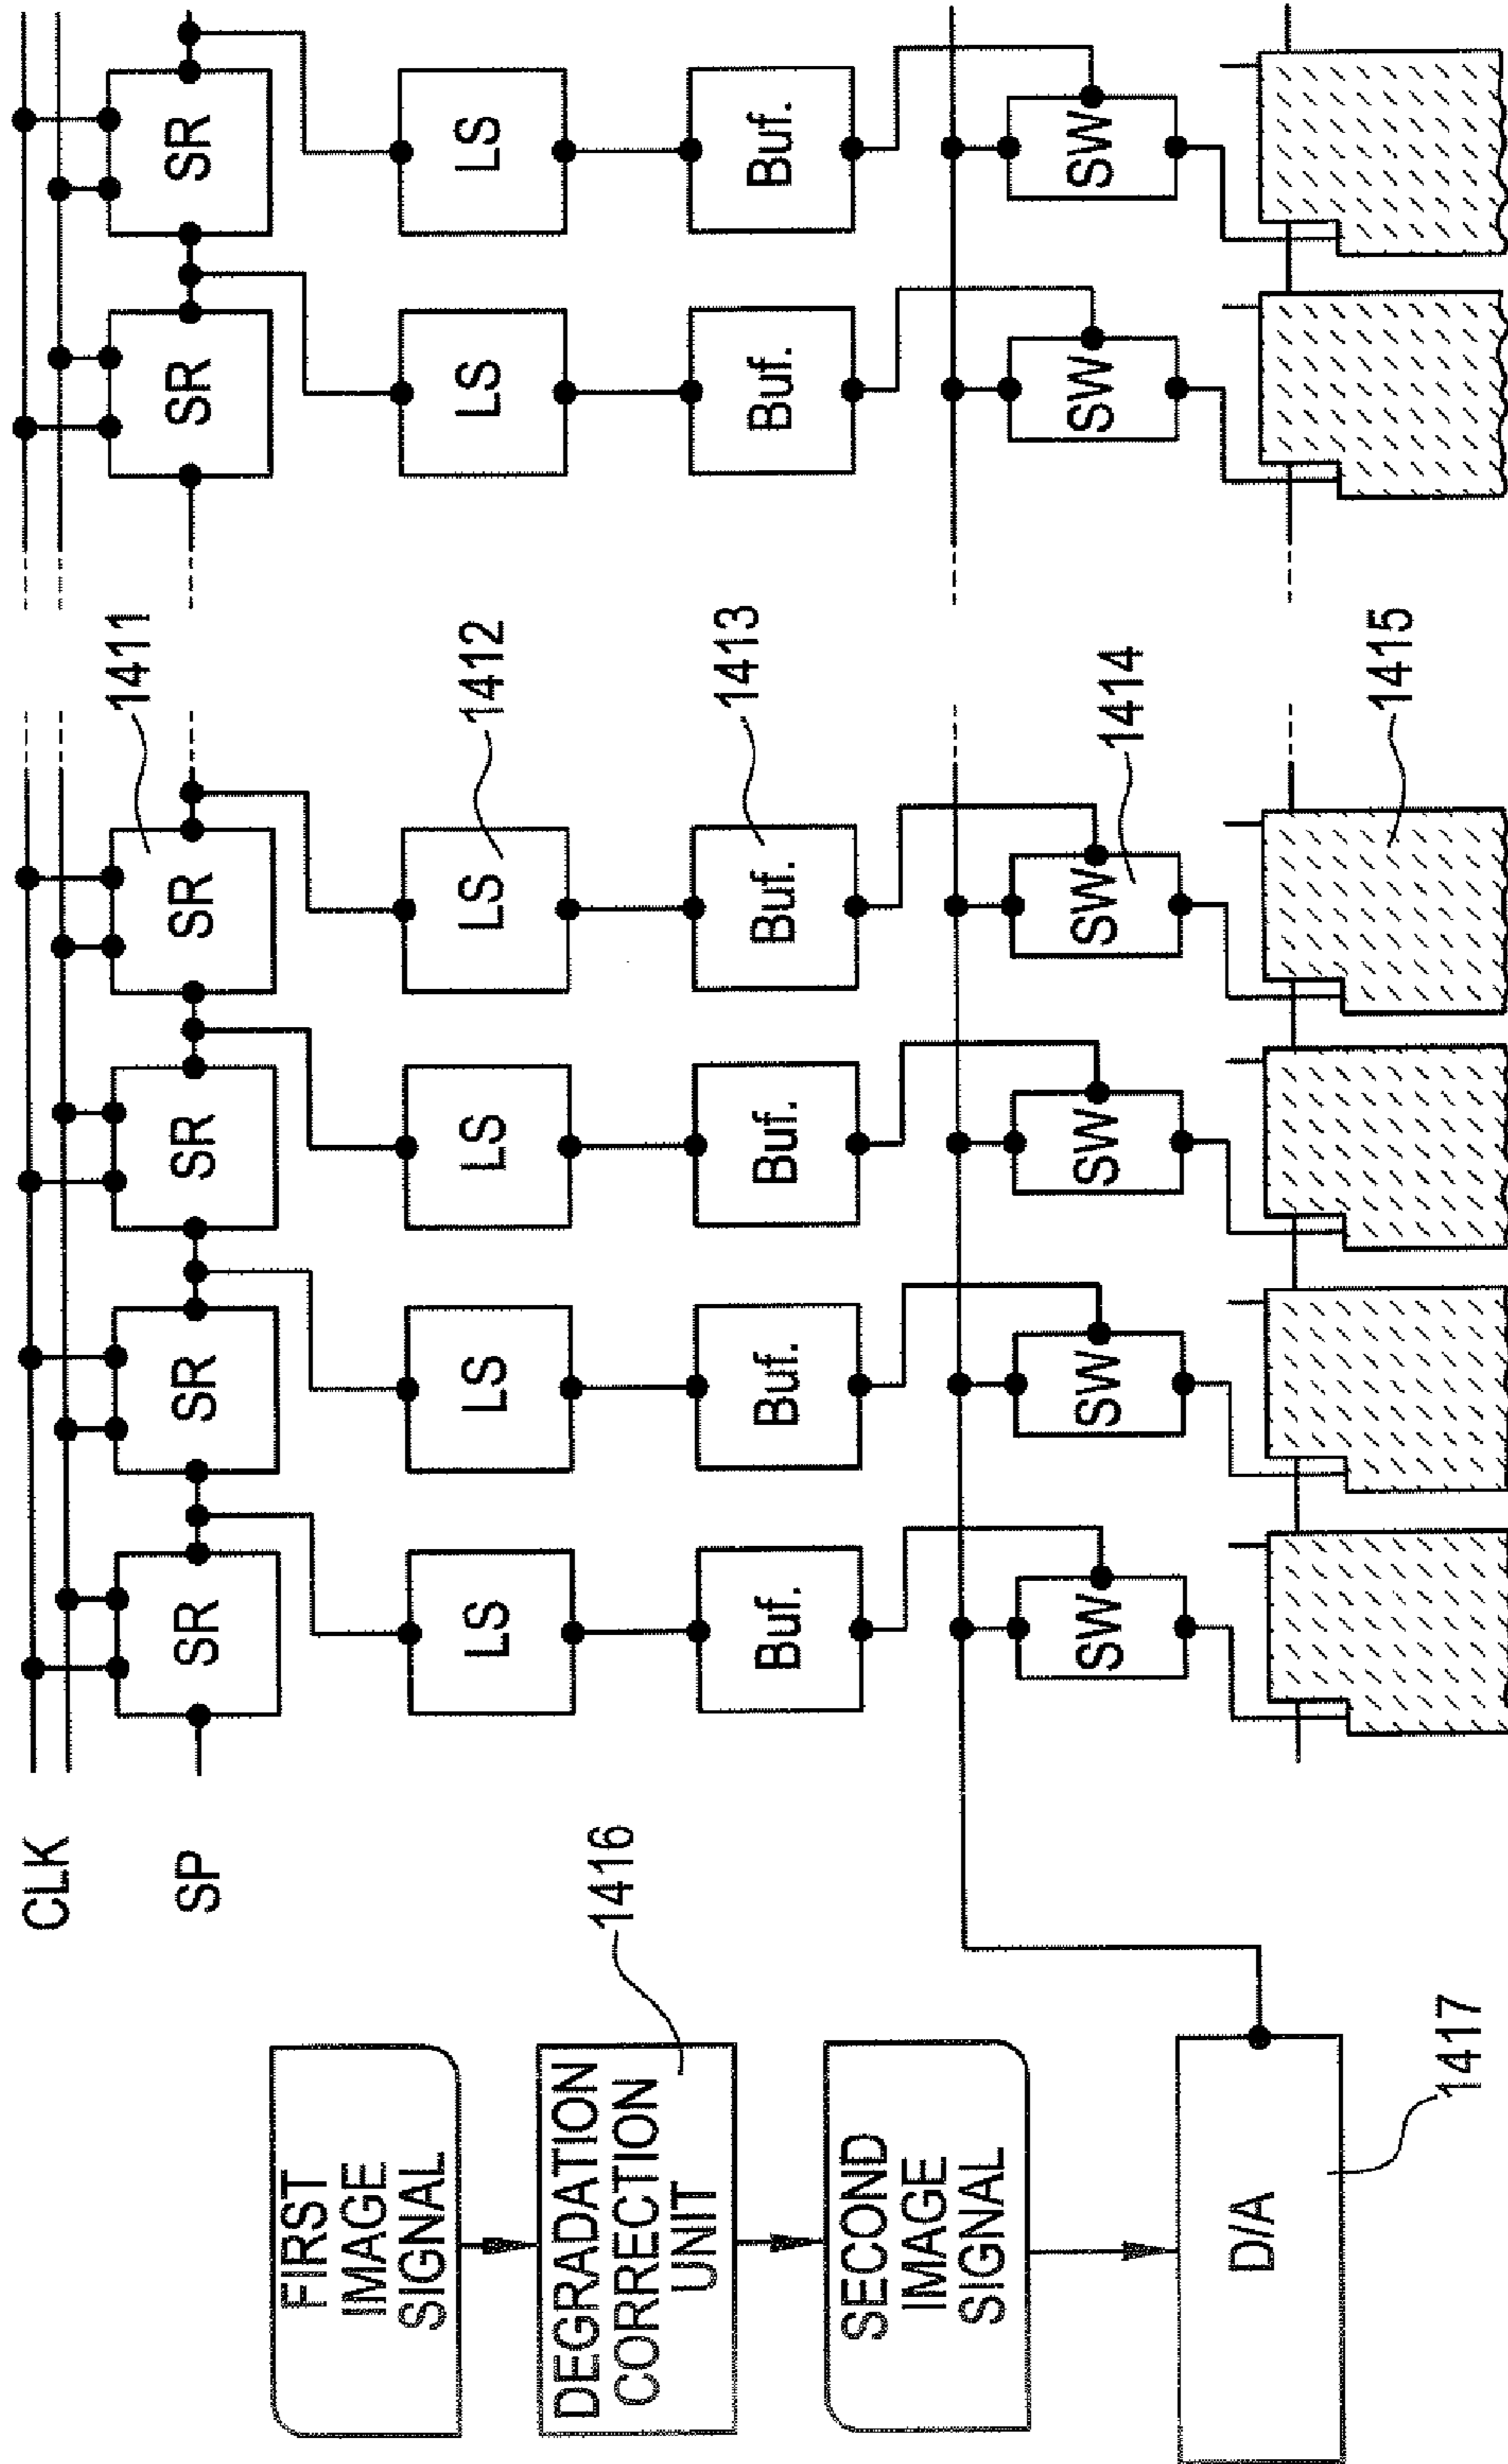 CLK
SP
FIRST
IMAGE
SIGNAL
DEGRADATION
CORRECTION
UNIT
1416
SECOND
IMAGE
SIGNAL
D/A
1417
SR
SR
SR
SR
1411
SR
SR
LS
LS
LS
LS
1412
LS
LS
Buf.
Buf.
Buf.
Buf.
1413
Buf.
Buf.
SW
SW
SW
SW
1414
SW
SW
1415